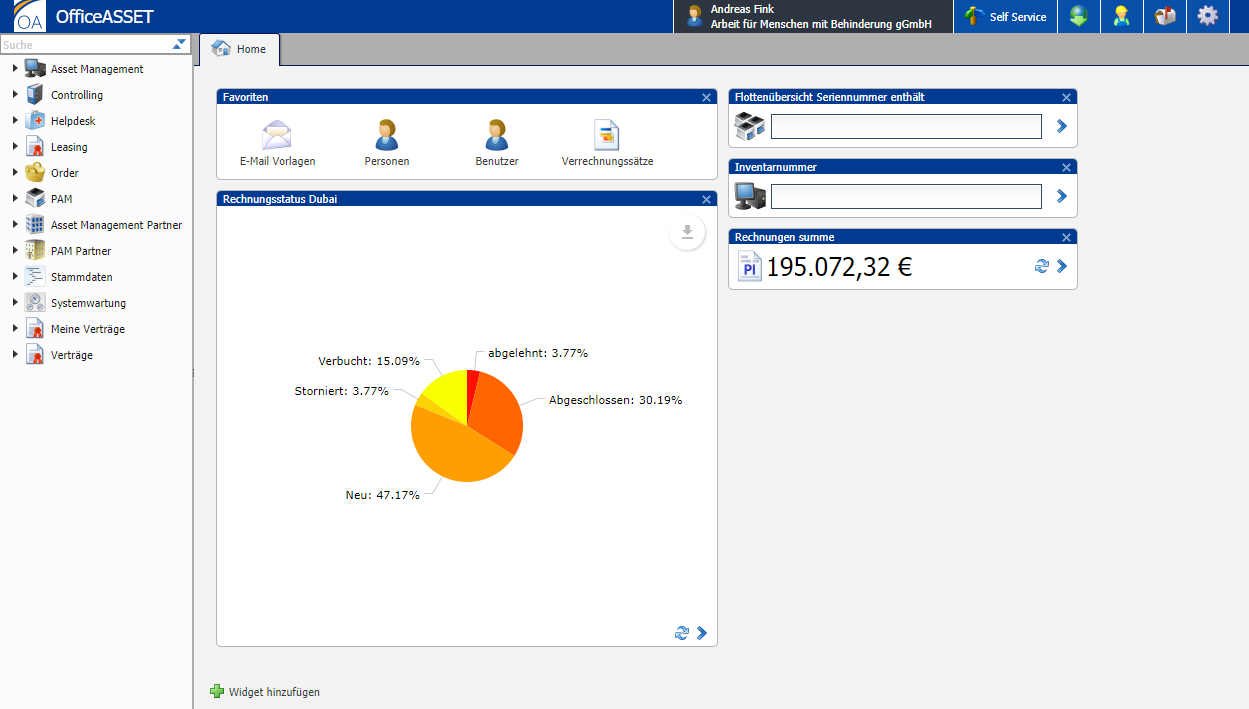 OA OfficeASSET
Andreas Fink
Arbeit für Menschen mit Behinderung gGmbH
Self Service
Suche
Home
Asset Management
Controlling
Helpdesk
Leasing
Order
PAM
Asset Management Partner
PAM Partner
Stammdaten
Systemwartung
Meine Verträge
Verträge
Favoriten
E-Mail Vorlagen
Personen
Benutzer
Verrechnungssätze
Rechnungsstatus Dubai
Verbucht: 15.09%
abgelehnt: 3.77%
Storniert: 3.77%
Abgeschlossen: 30.19%
Neu: 47.17%
Flottenübersicht Seriennummer enthält
Inventarnummer
Rechnungen summe
PI 195.072,32 €
Widget hinzufügen